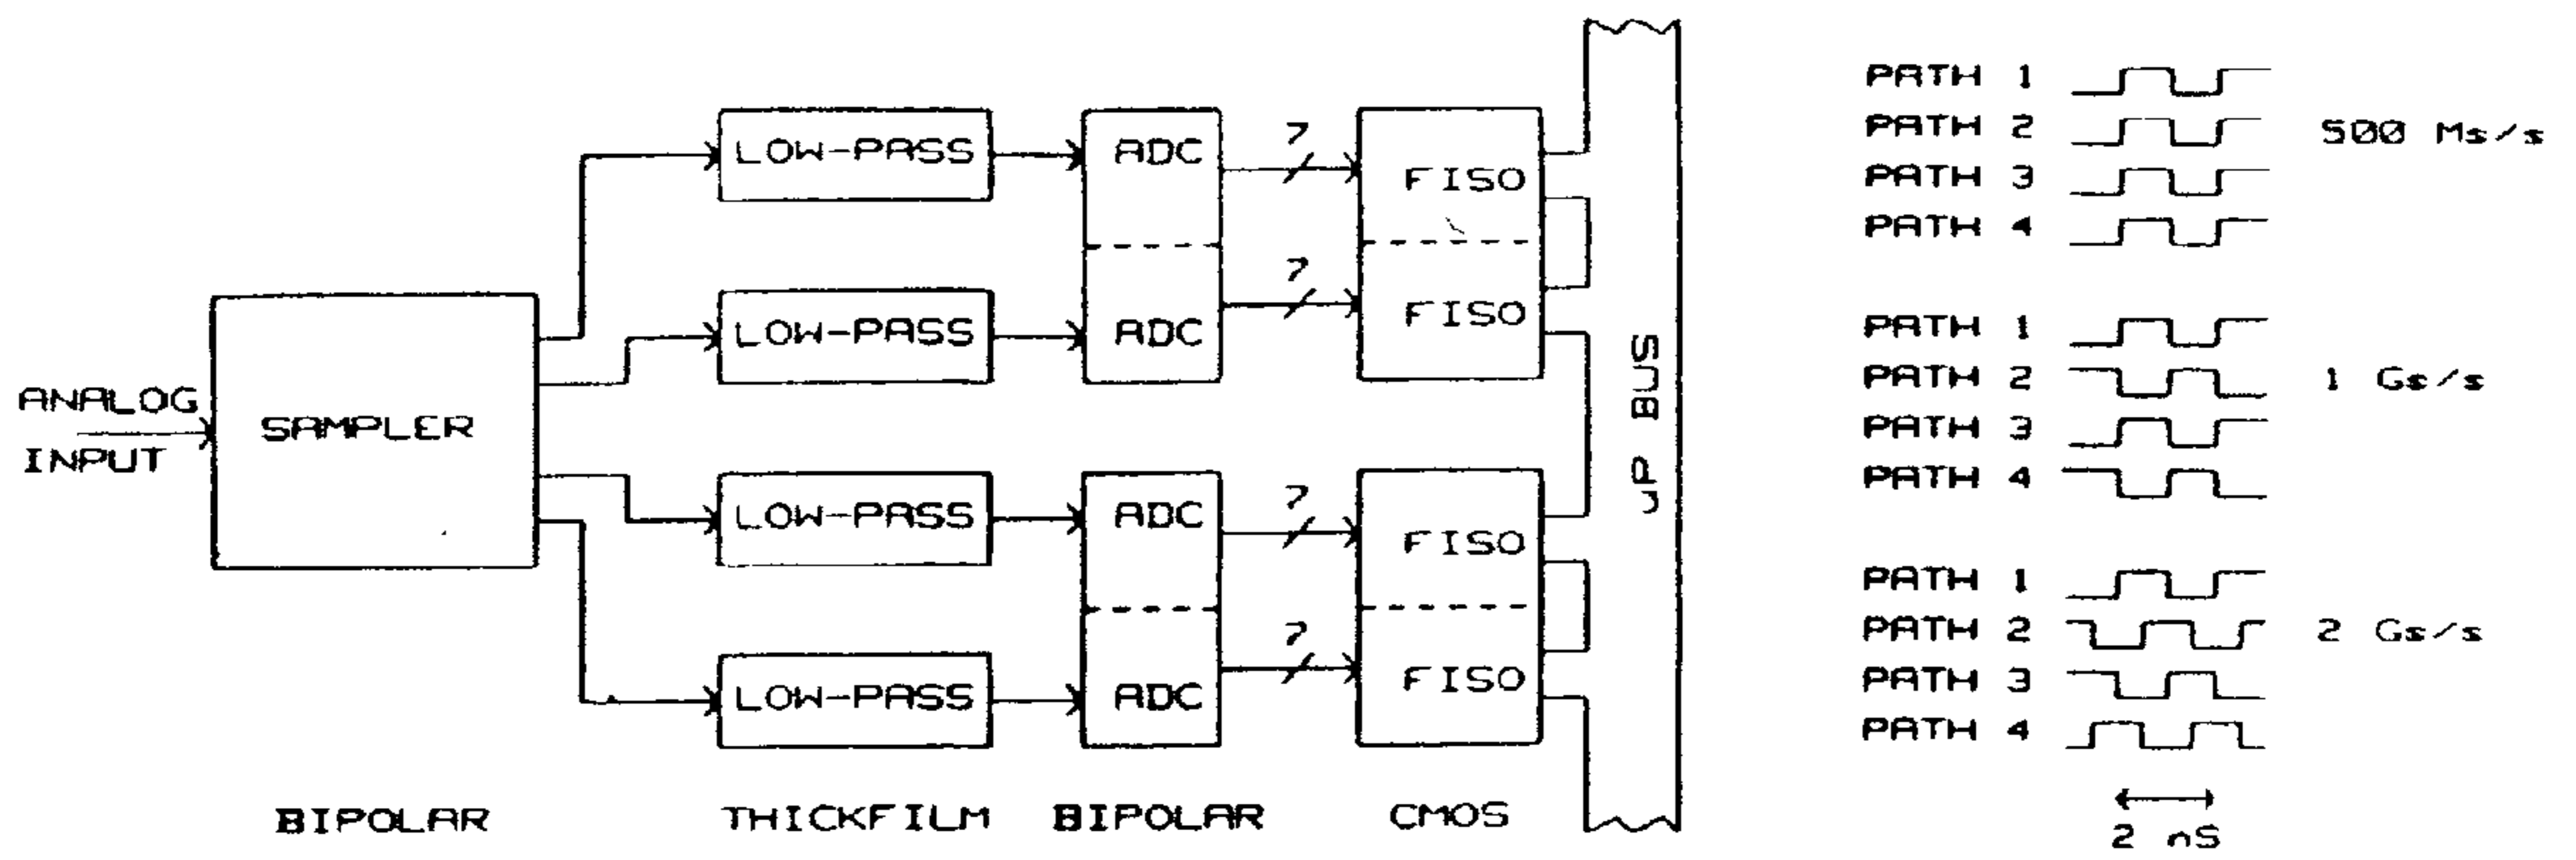 ANALOG
INPUT
SAMPLER
BIPOLAR
LOW-PASS
LOW-PASS
LOW-PASS
LOW-PASS
THICKFILM
ADC
ADC
ADC
ADC
BIPOLAR
7
7
7
7
FISO
FISO
FISO
FISO
CMOS
μP BUS
PATH 1
PATH 2 500 Ms/s
PATH 3
PATH 4
PATH 1
PATH 2 1 Gs/s
PATH 3
PATH 4
PATH 1
PATH 2 2 Gs/s
PATH 3
PATH 4
2 nS